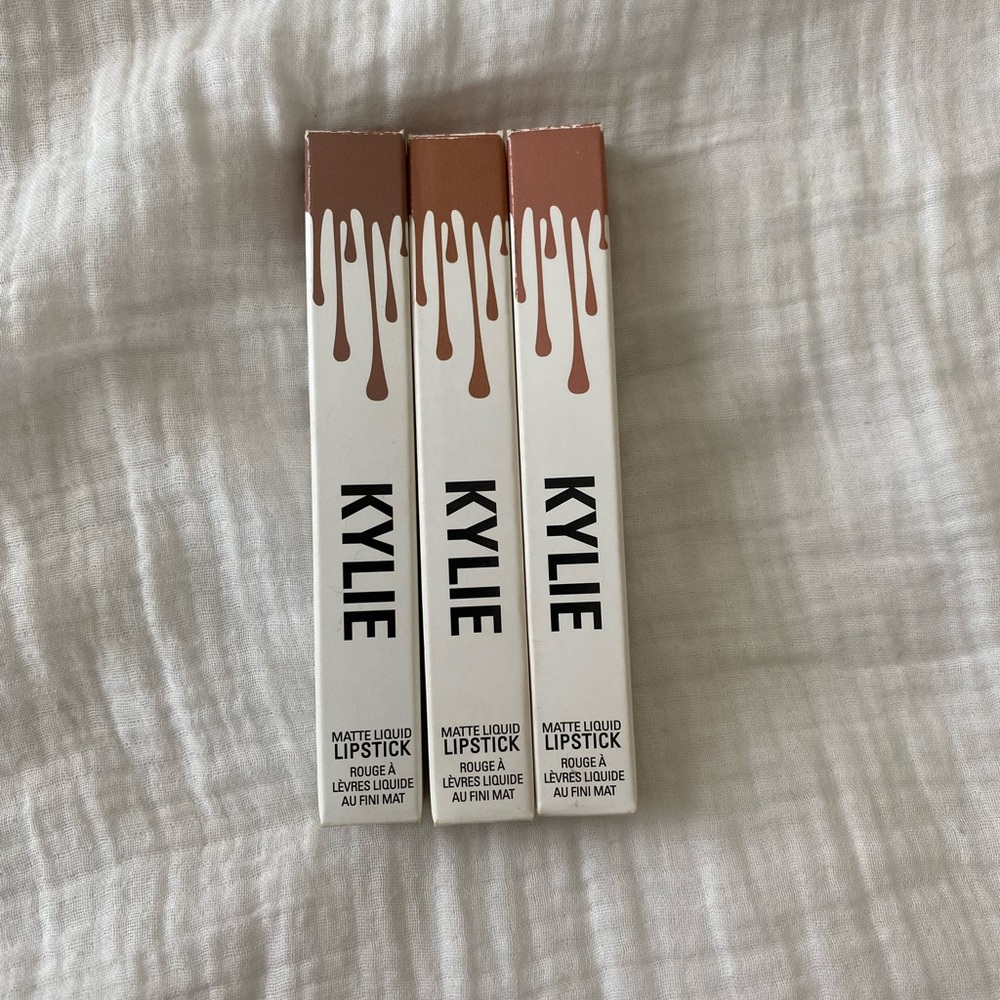 KYLIE
MATTE LIQUID
LIPSTICK
ROUGE À
LÈVRES LIQUIDE
AU FINI MAT
KYLIE
MATTE LIQUID
LIPSTICK
ROUGE À
LÈVRES LIQUIDE
AU FINI MAT
KYLIE
MATTE LIQUID
LIPSTICK
ROUGE À
LÈVRES LIQUIDE
AU FINI MAT